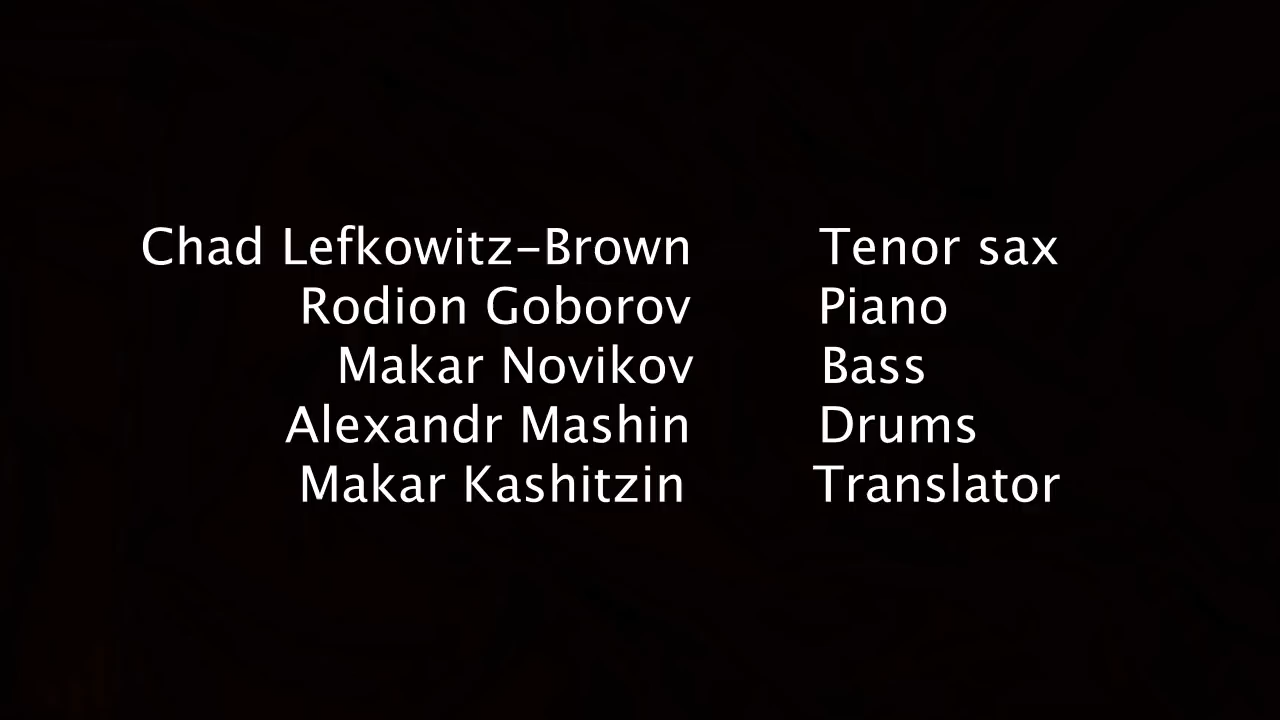 Chad Lefkowitz-Brown Tenor sax
Rodion Goborov Piano
Makar Novikov Bass
Alexandr Mashin Drums
Makar Kashitzin Translator